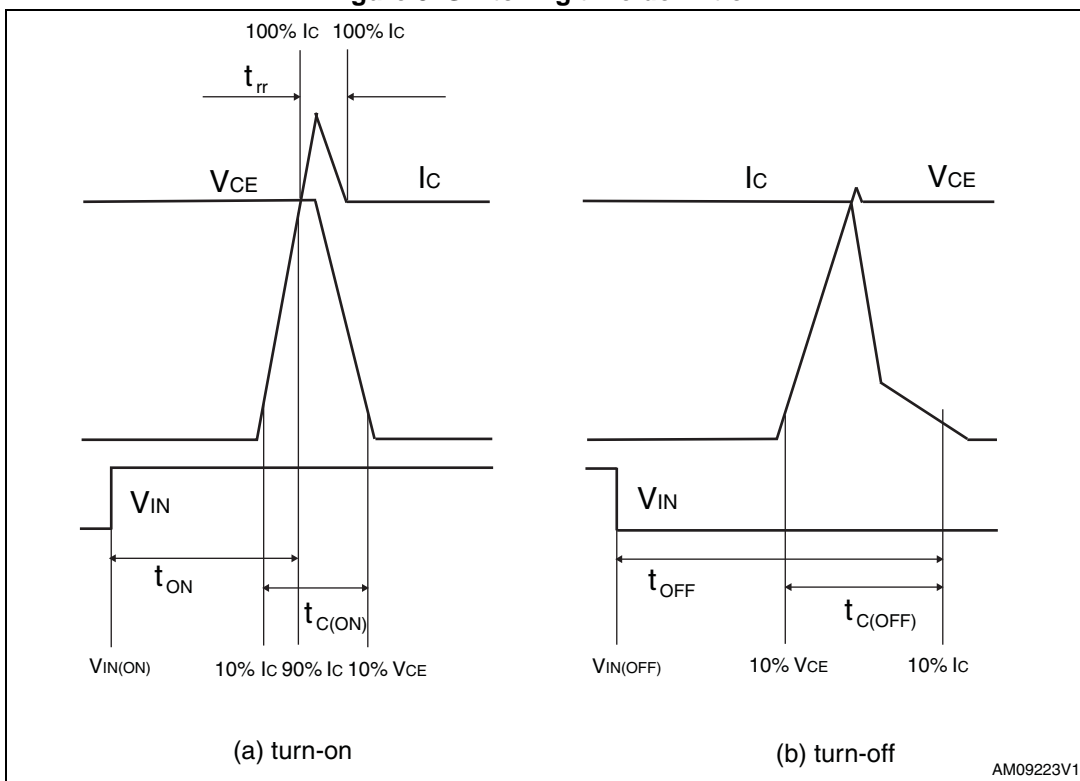 100% IC 100% IC
trr
VCE IC
IC VCE
VIN
VIN
tON
tC(ON)
tOFF
tC(OFF)
VIN(ON) 10% IC 90% IC 10% VCE
VIN(OFF) 10% VCE 10% IC
(a) turn-on
(b) turn-off
AM09223V1